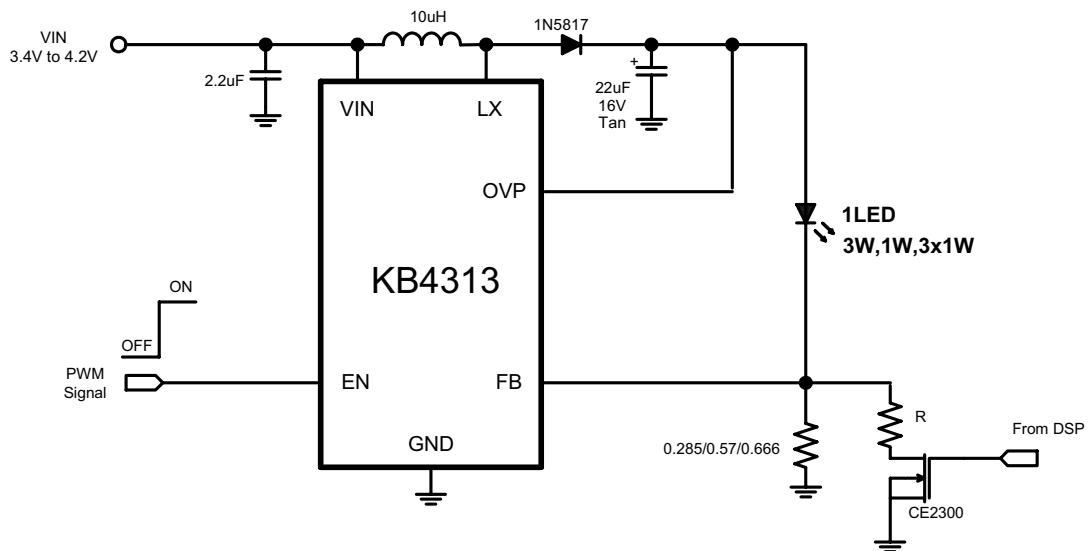 10uH
1N5817
VIN
3.4V to 4.2V
2.2uF
VIN
LX
+
22uF
16V
Tan
OVP
1LED
3W,1W,3x1W
KB4313
ON
OFF
PWM
Signal
EN
FB
R
From DSP
GND
0.285/0.57/0.666
CE2300